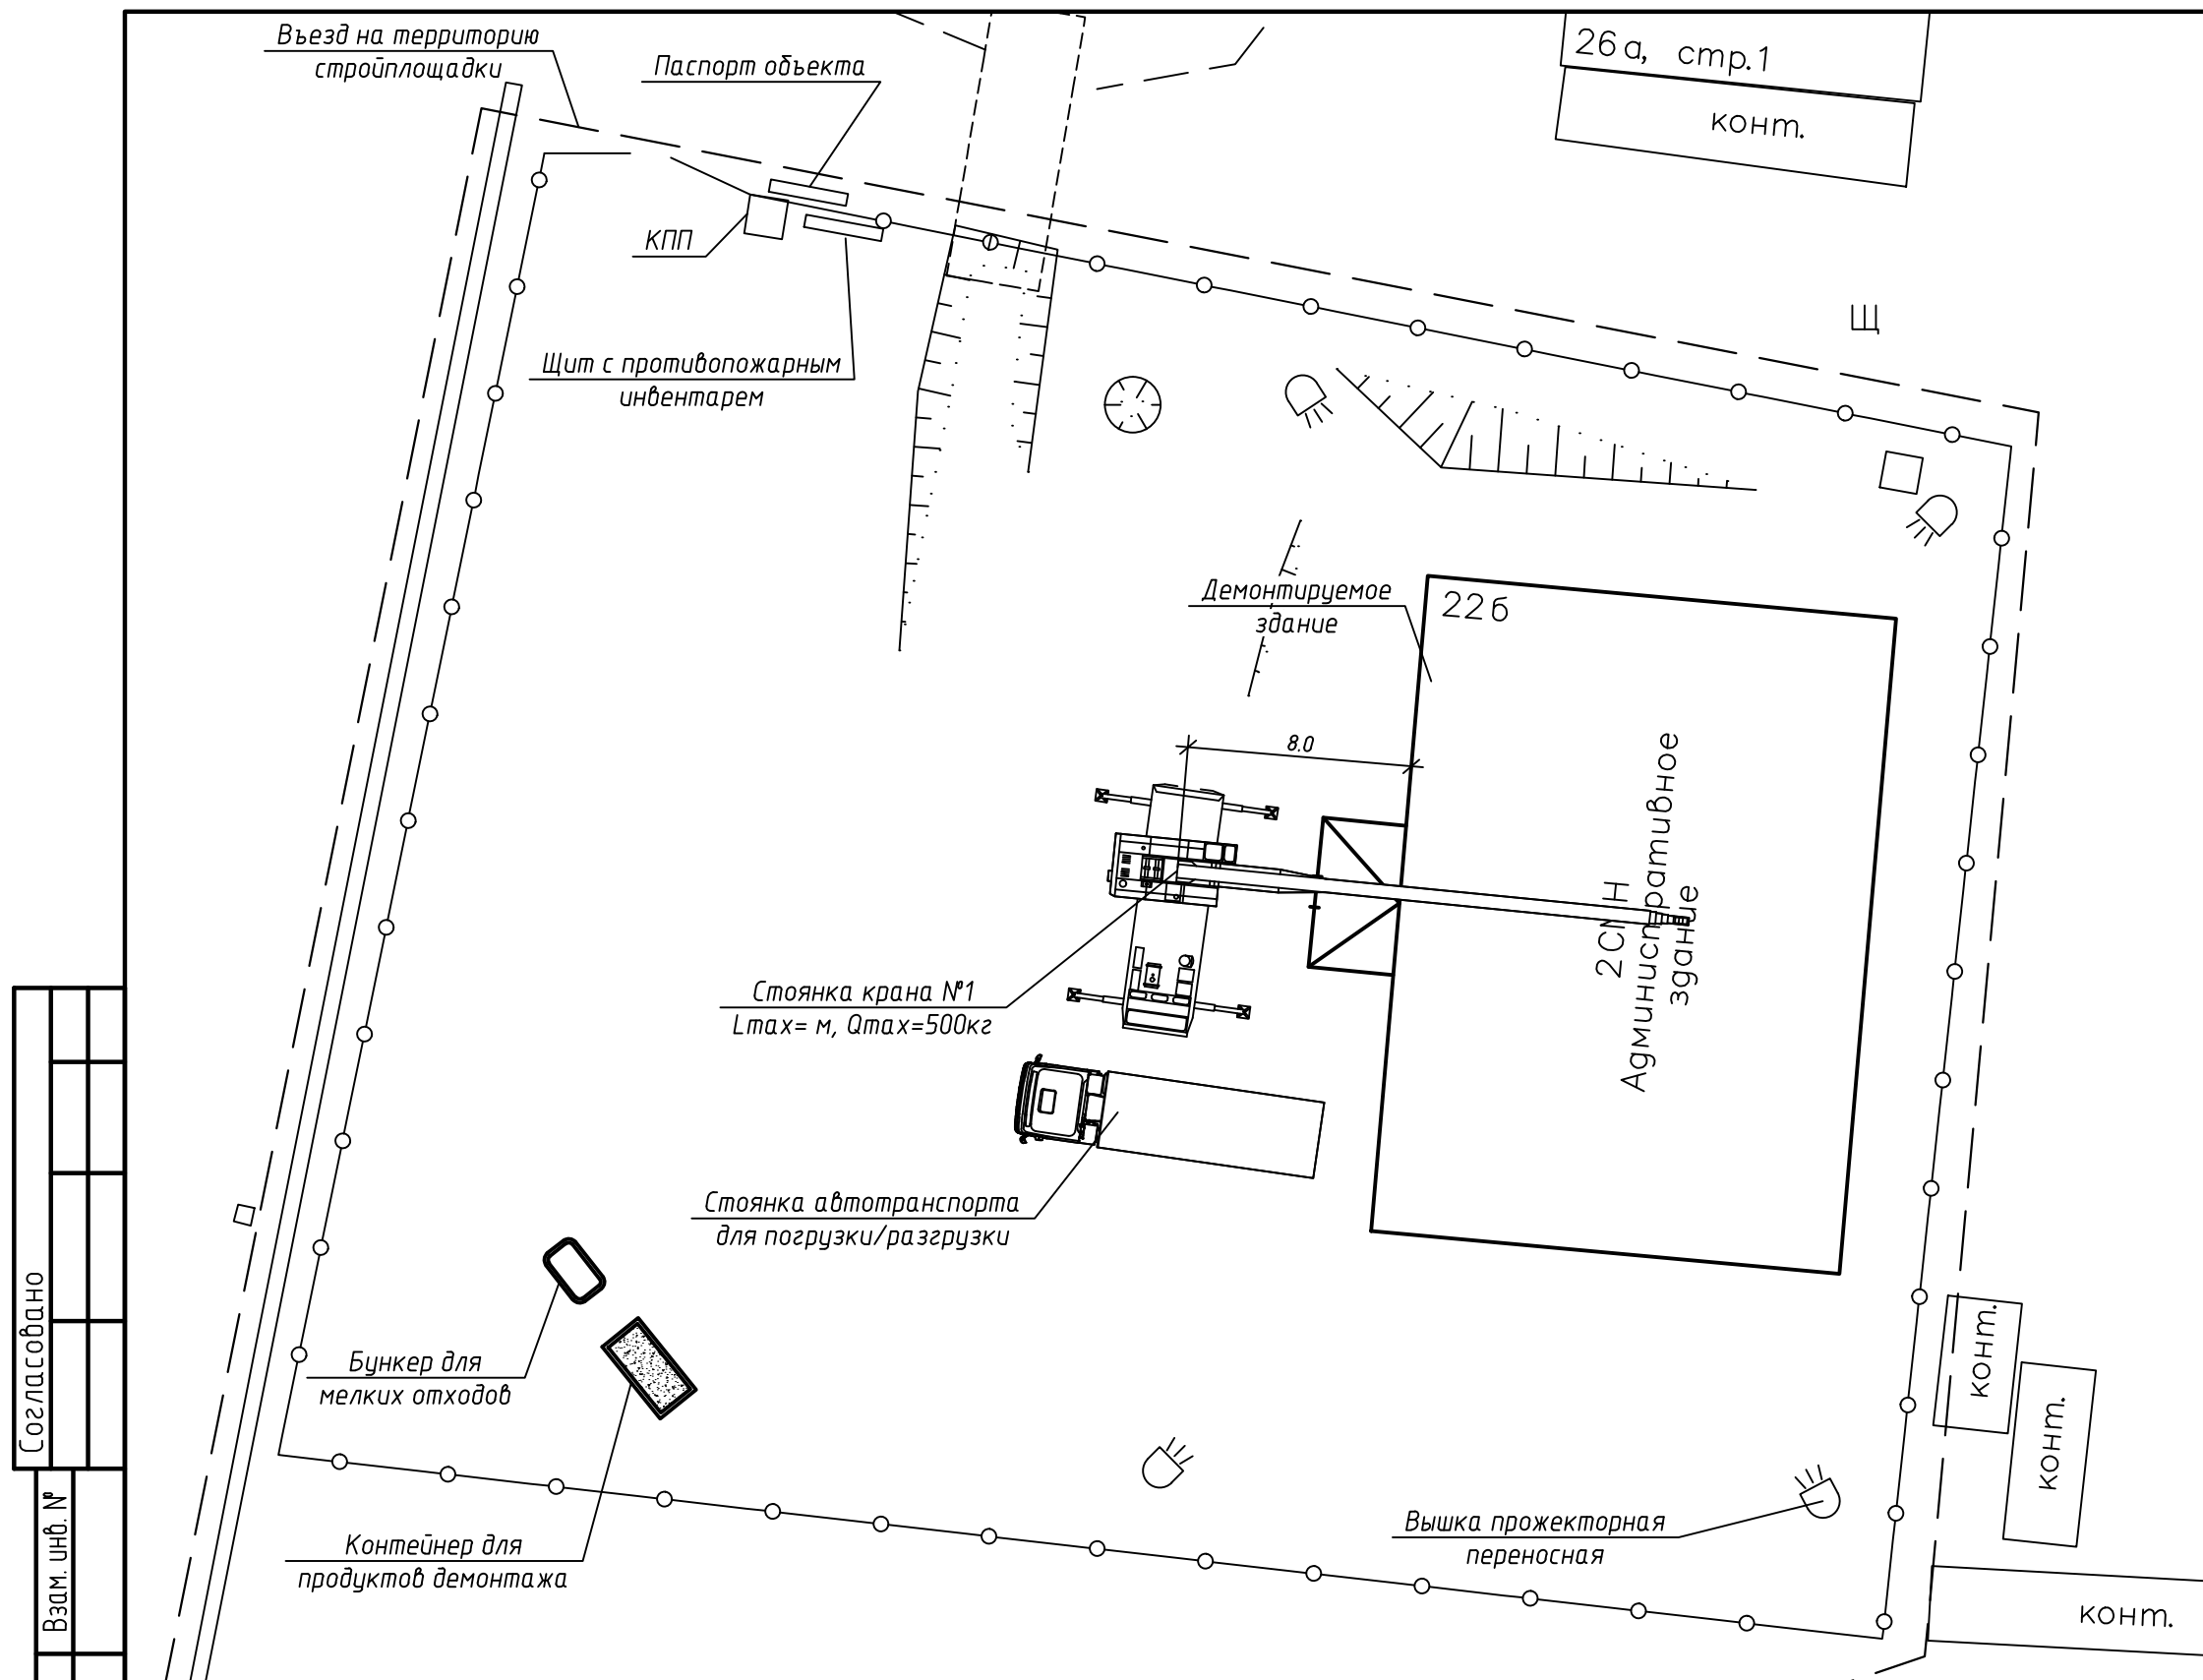 Въезд на территорию
стройплощадки
Паспорт объекта
26а, стр.1
конт.
КПП
Щ
Щит с противопожарным
инвентарем
Демонтируемое
здание
22б
8.0
2СМ Н
Административное
здание
Стоянка крана №1
Lmax= м, Qmax=500кг
Стоянка автотранспорта
для погрузки/разгрузки
Бункер для
мелких отходов
Контейнер для
продуктов демонтажа
Вышка прожекторная
переносная
конт.
конт.
конт.
Согласовано
Взам. инв. №